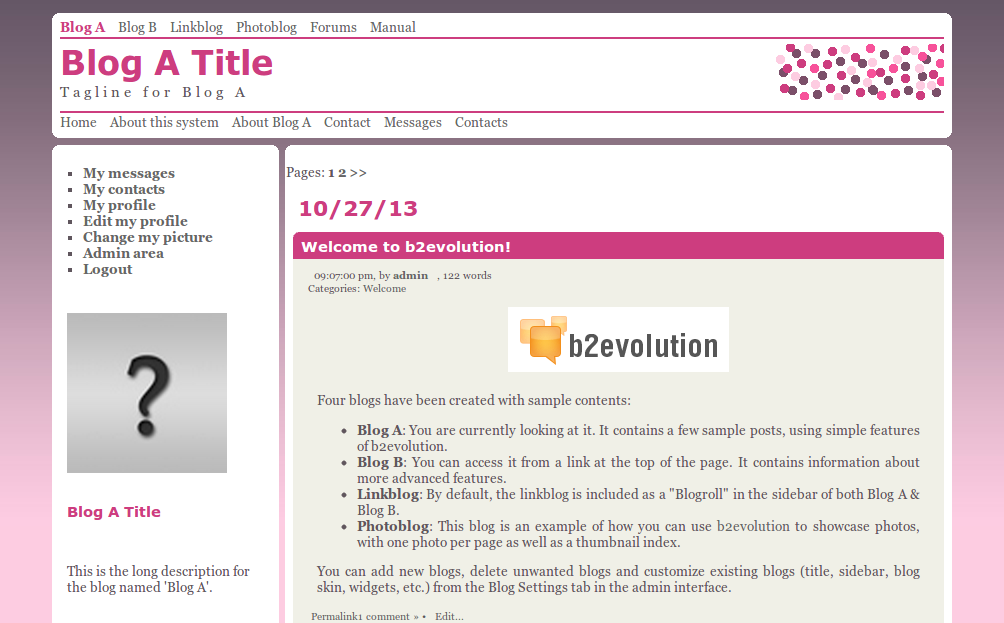 Blog A Blog B Linkblog Photoblog Forums Manual
Blog A Title
Tagline for Blog A
Home About this system About Blog A Contact Messages Contacts
My messages
My contacts
My profile
Edit my profile
Change my picture
Admin area
Logout
?
Blog A Title
This is the long description for
the blog named 'Blog A'.
Pages: 1 2 >>
10/27/13
Welcome to b2evolution!
09:07:00 pm, by admin , 122 words
Categories: Welcome
b2evolution
Four blogs have been created with sample contents:
• Blog A: You are currently looking at it. It contains a few sample posts, using simple features
of b2evolution.
• Blog B: You can access it from a link at the top of the page. It contains information about
more advanced features.
• Linkblog: By default, the linkblog is included as a "Blogroll" in the sidebar of both Blog A &
Blog B.
• Photoblog: This blog is an example of how you can use b2evolution to showcase photos,
with one photo per page as well as a thumbnail index.
You can add new blogs, delete unwanted blogs and customize existing blogs (title, sidebar, blog
skin, widgets, etc.) from the Blog Settings tab in the admin interface.
Permalink1 comment » • Edit...